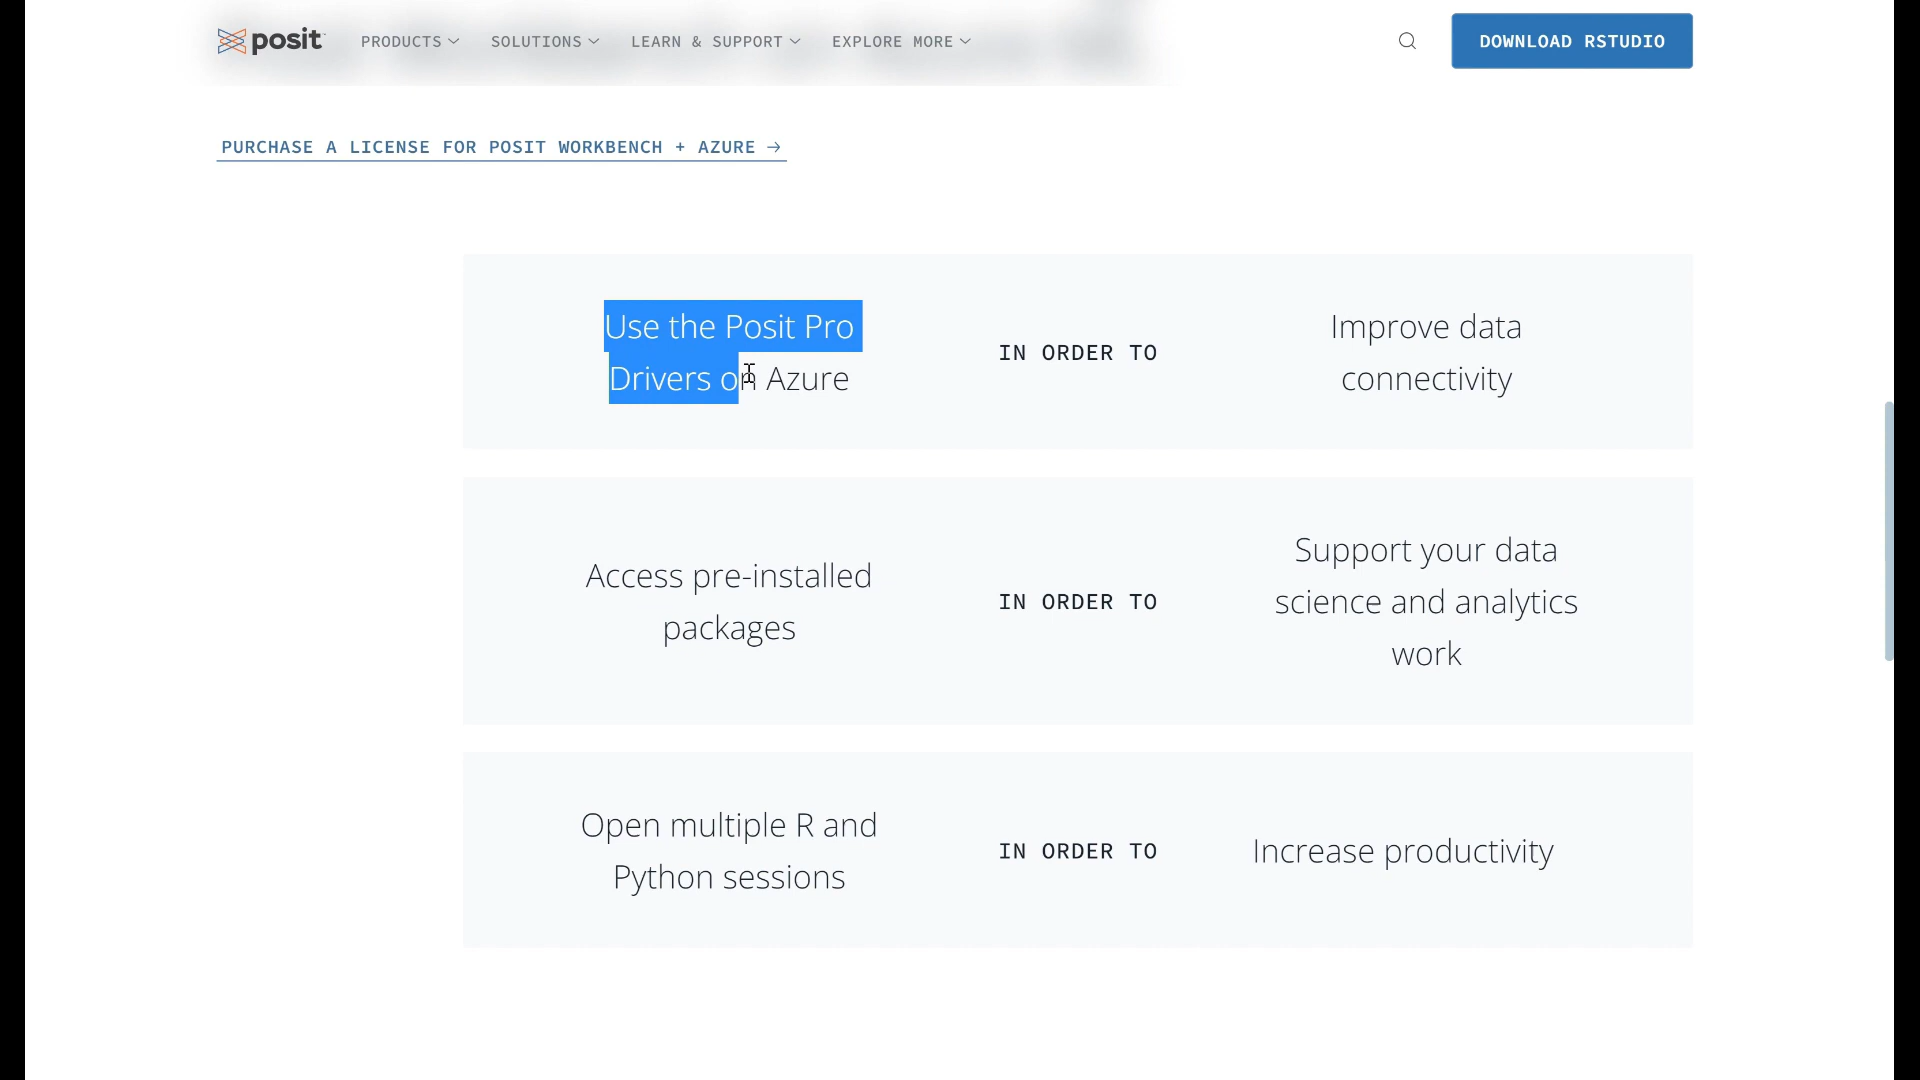 posit
PRODUCTS
SOLUTIONS
LEARN & SUPPORT
EXPLORE MORE
DOWNLOAD RSTUDIO
PURCHASE A LICENSE FOR POSIT WORKBENCH + AZURE →
Use the Posit Pro
Drivers on Azure
IN ORDER TO
Improve data
connectivity
Access pre-installed
packages
IN ORDER TO
Support your data
science and analytics
work
Open multiple R and
Python sessions
IN ORDER TO
Increase productivity